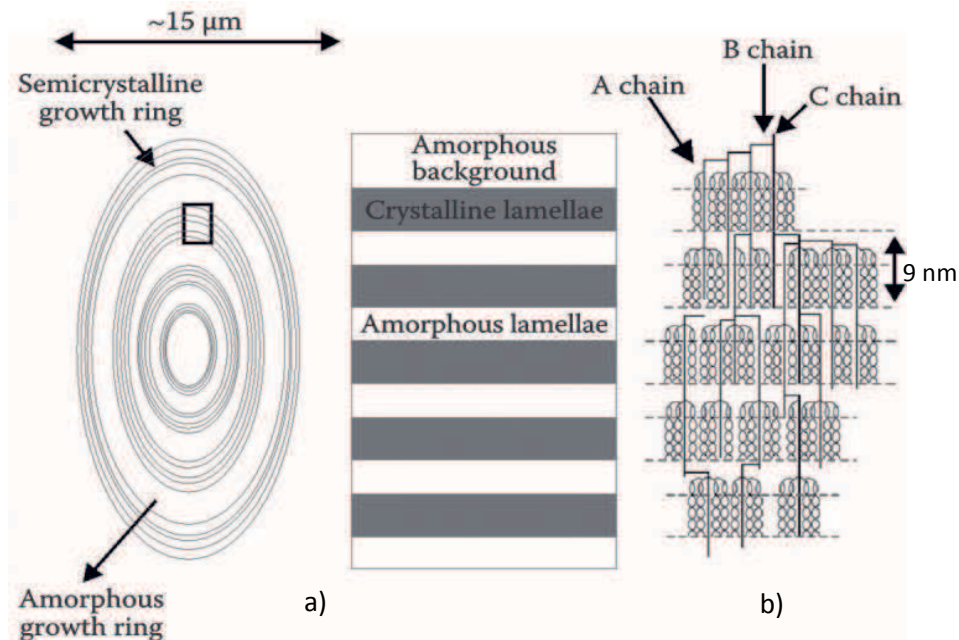 ~15 µm
Semicrystalline
growth ring
Amorphous
growth ring
a)
Amorphous
background
Crystalline lamellae
Amorphous lamellae
B chain
A chain
C chain
9 nm
b)